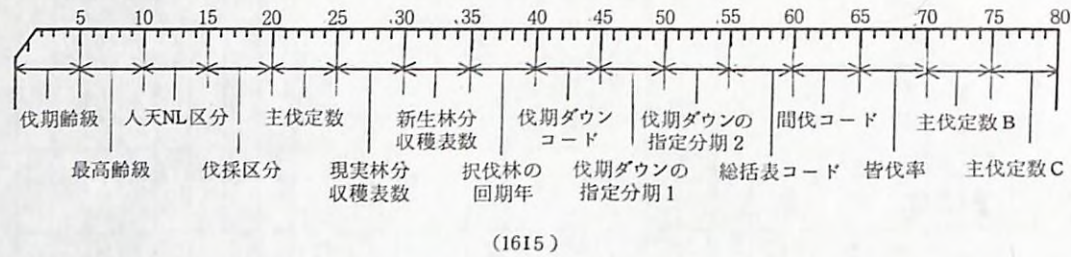 5 10 15 20 25 .30 .35 40 .45 50 .55 60 65 .70 75 80
伐期齢級 人天NL区分 主伐定数 新生林分 伐期ダウン 伐期ダウンの 間伐コード 主伐定数B
収穫表数 コード 指定分期2
最高齢級 伐採区分 現実林分 択伐林の 伐期ダウンの 総括表コード 皆伐率 主伐定数C
収穫表数 回期年 指定分期1
(1615)